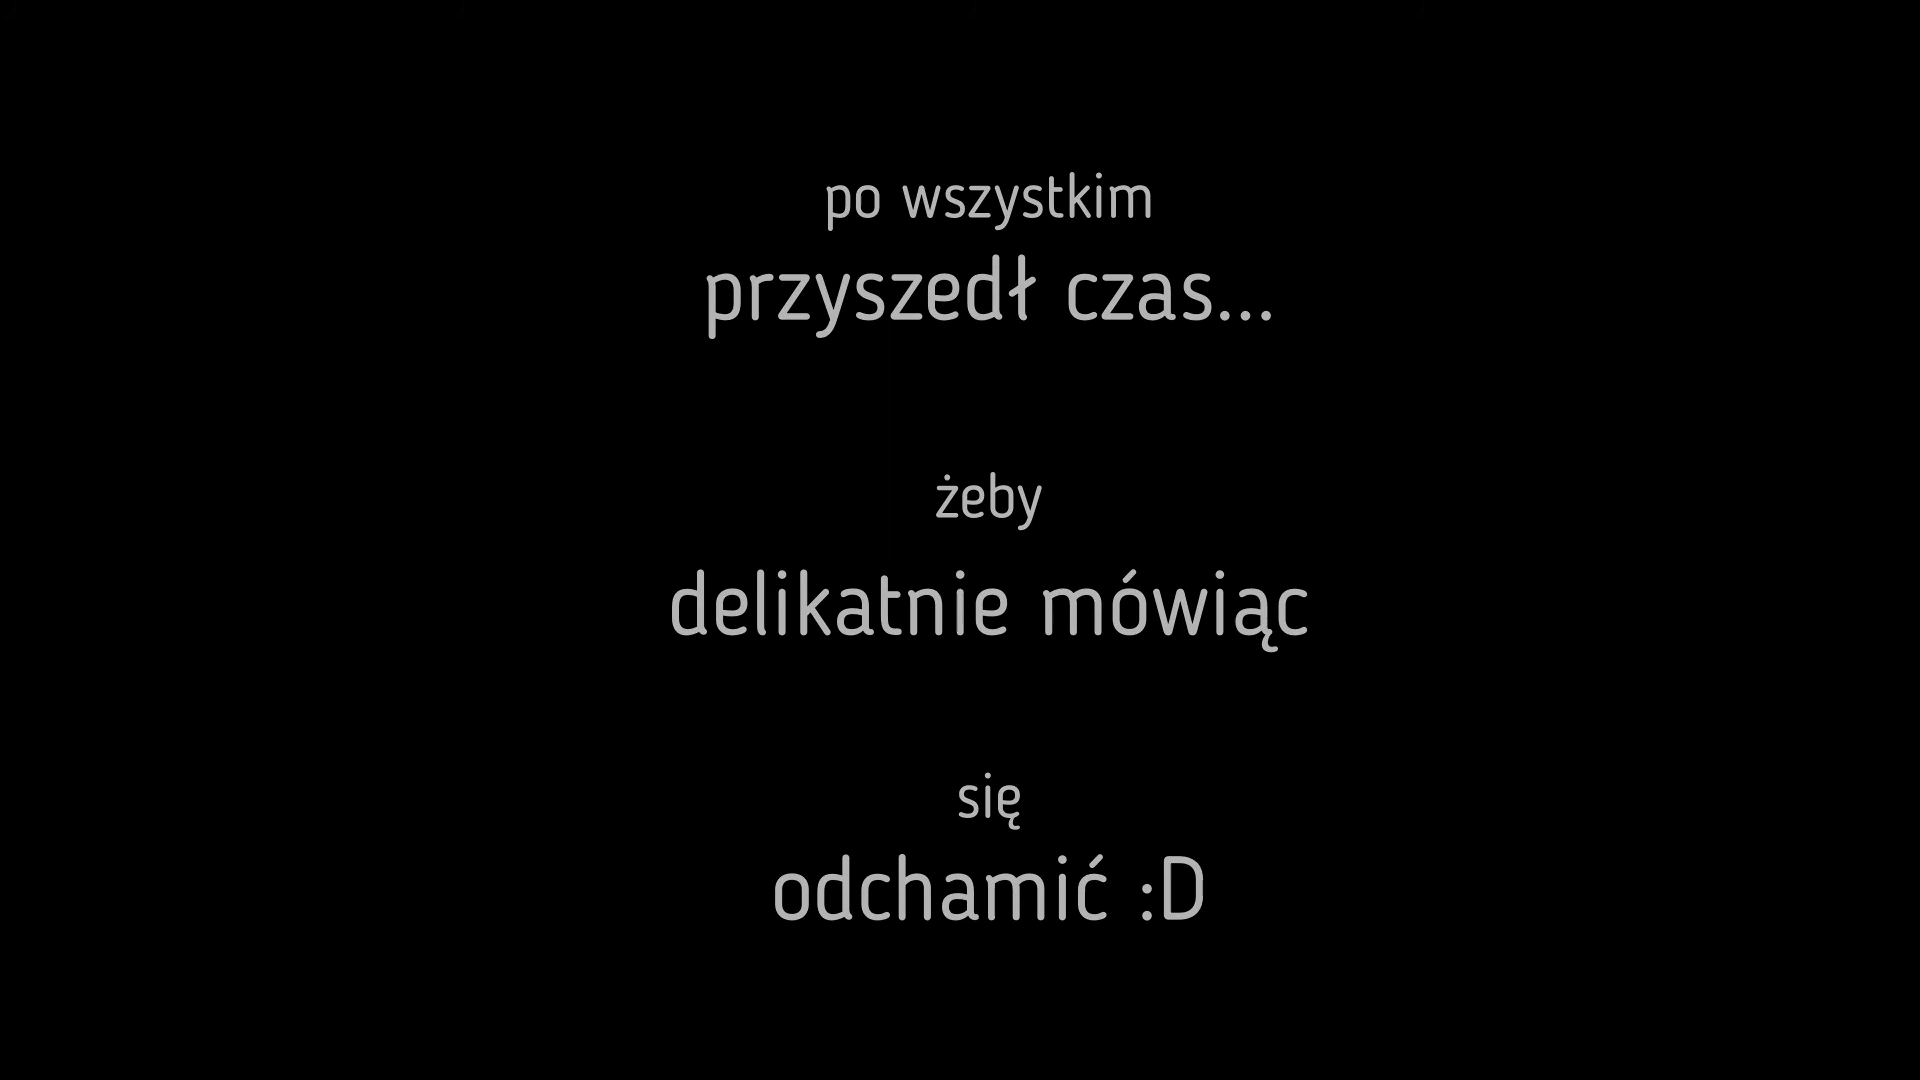 po wszystkim
przyszedł czas...
żeby
delikatnie mówiąc
się
odchamić :D